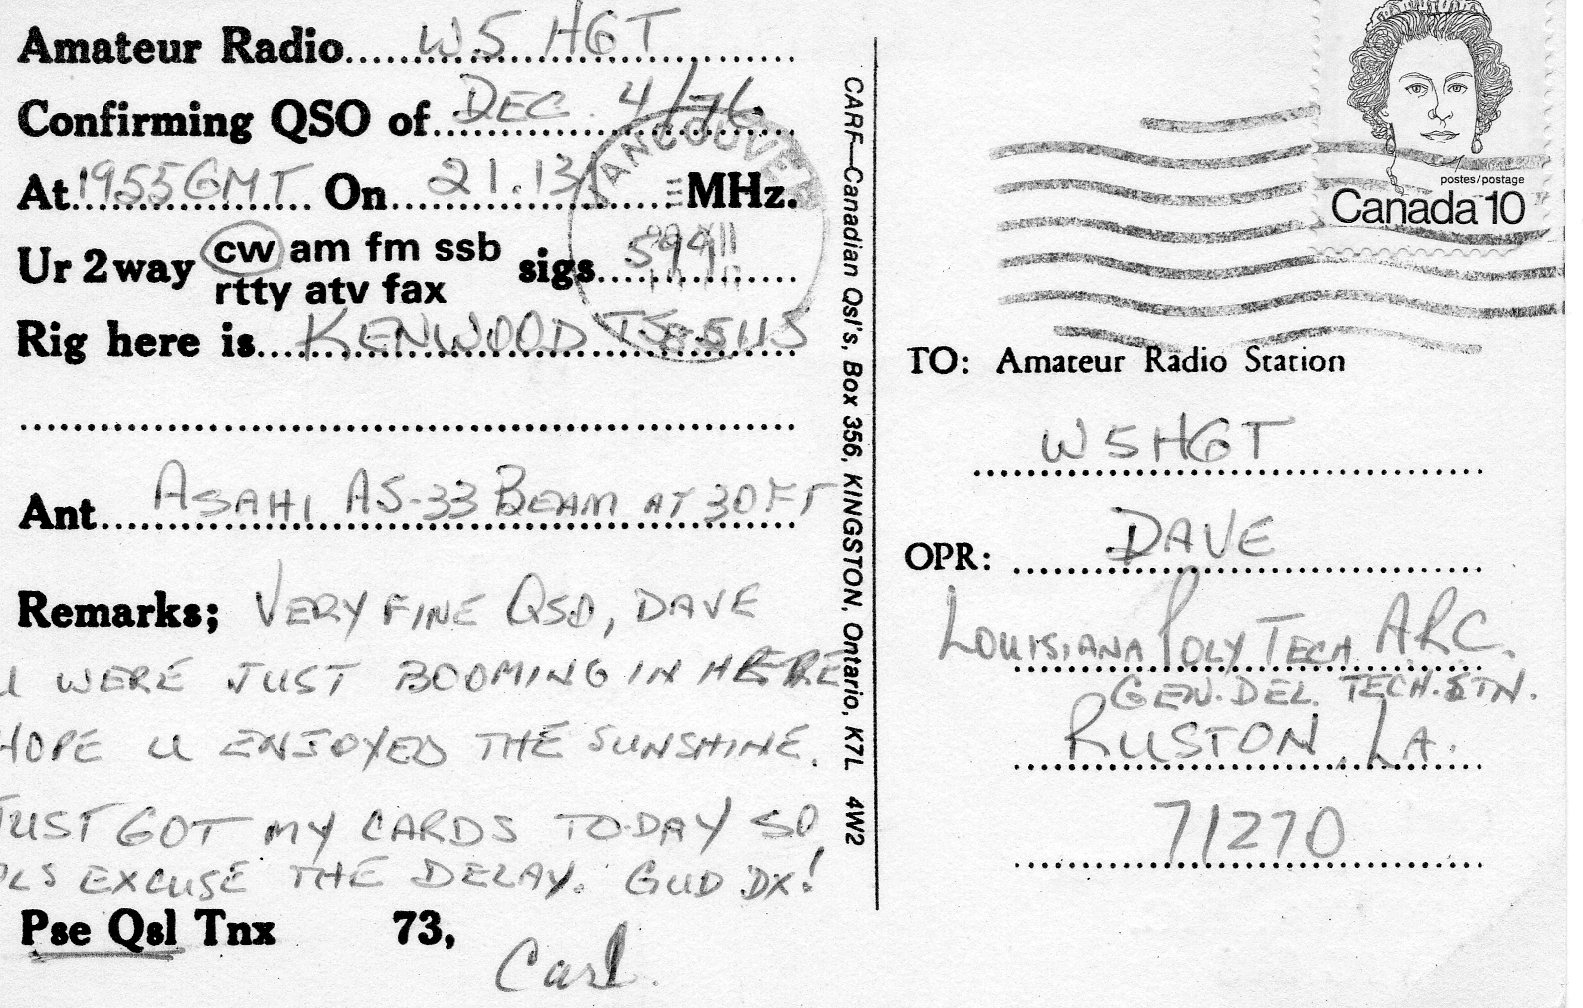 Amateur Radio W5 HGT
Confirming QSO of DEC 4/76
At 1955 GMT On 21.131 MHz.
Ur 2 way cw am fm ssb sigs 599
rtty atv fax
Rig here is KENWOOD TS-511S
Ant ASAHI AS-33 BEAM AT 30 FT
Remarks; VERY FINE QSO, DAVE
U WERE JUST BOOMING IN HERE
HOPE U ENJOYED THE SUNSHINE.
JUST GOT MY CARDS TO-DAY SO
PLS EXCUSE THE DELAY. GUD DX!
Pse Qsl Tnx 73,
Carl.
VANCOUVER
CARF—Canadian Qsl's, Box 356, KINGSTON, Ontario, K7L 4W2
postes/postage
Canada 10
TO: Amateur Radio Station
W5HGT
OPR: DAVE
LOUISIANA POLY TECH ARC.
GEN. DEL. TECH. STN.
RUSTON, LA.
71270